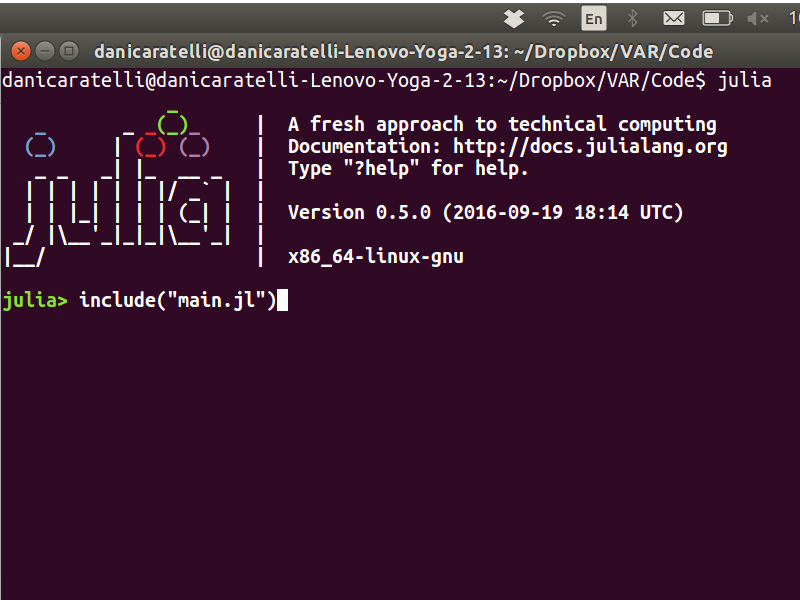 En
danicaratelli@danicaratelli-Lenovo-Yoga-2-13: ~/Dropbox/VAR/Code
danicaratelli@danicaratelli-Lenovo-Yoga-2-13:~/Dropbox/VAR/Code$ julia
A fresh approach to technical computing
Documentation: http://docs.julialang.org
Type "?help" for help.
Version 0.5.0 (2016-09-19 18:14 UTC)
x86_64-linux-gnu
julia> include("main.jl")